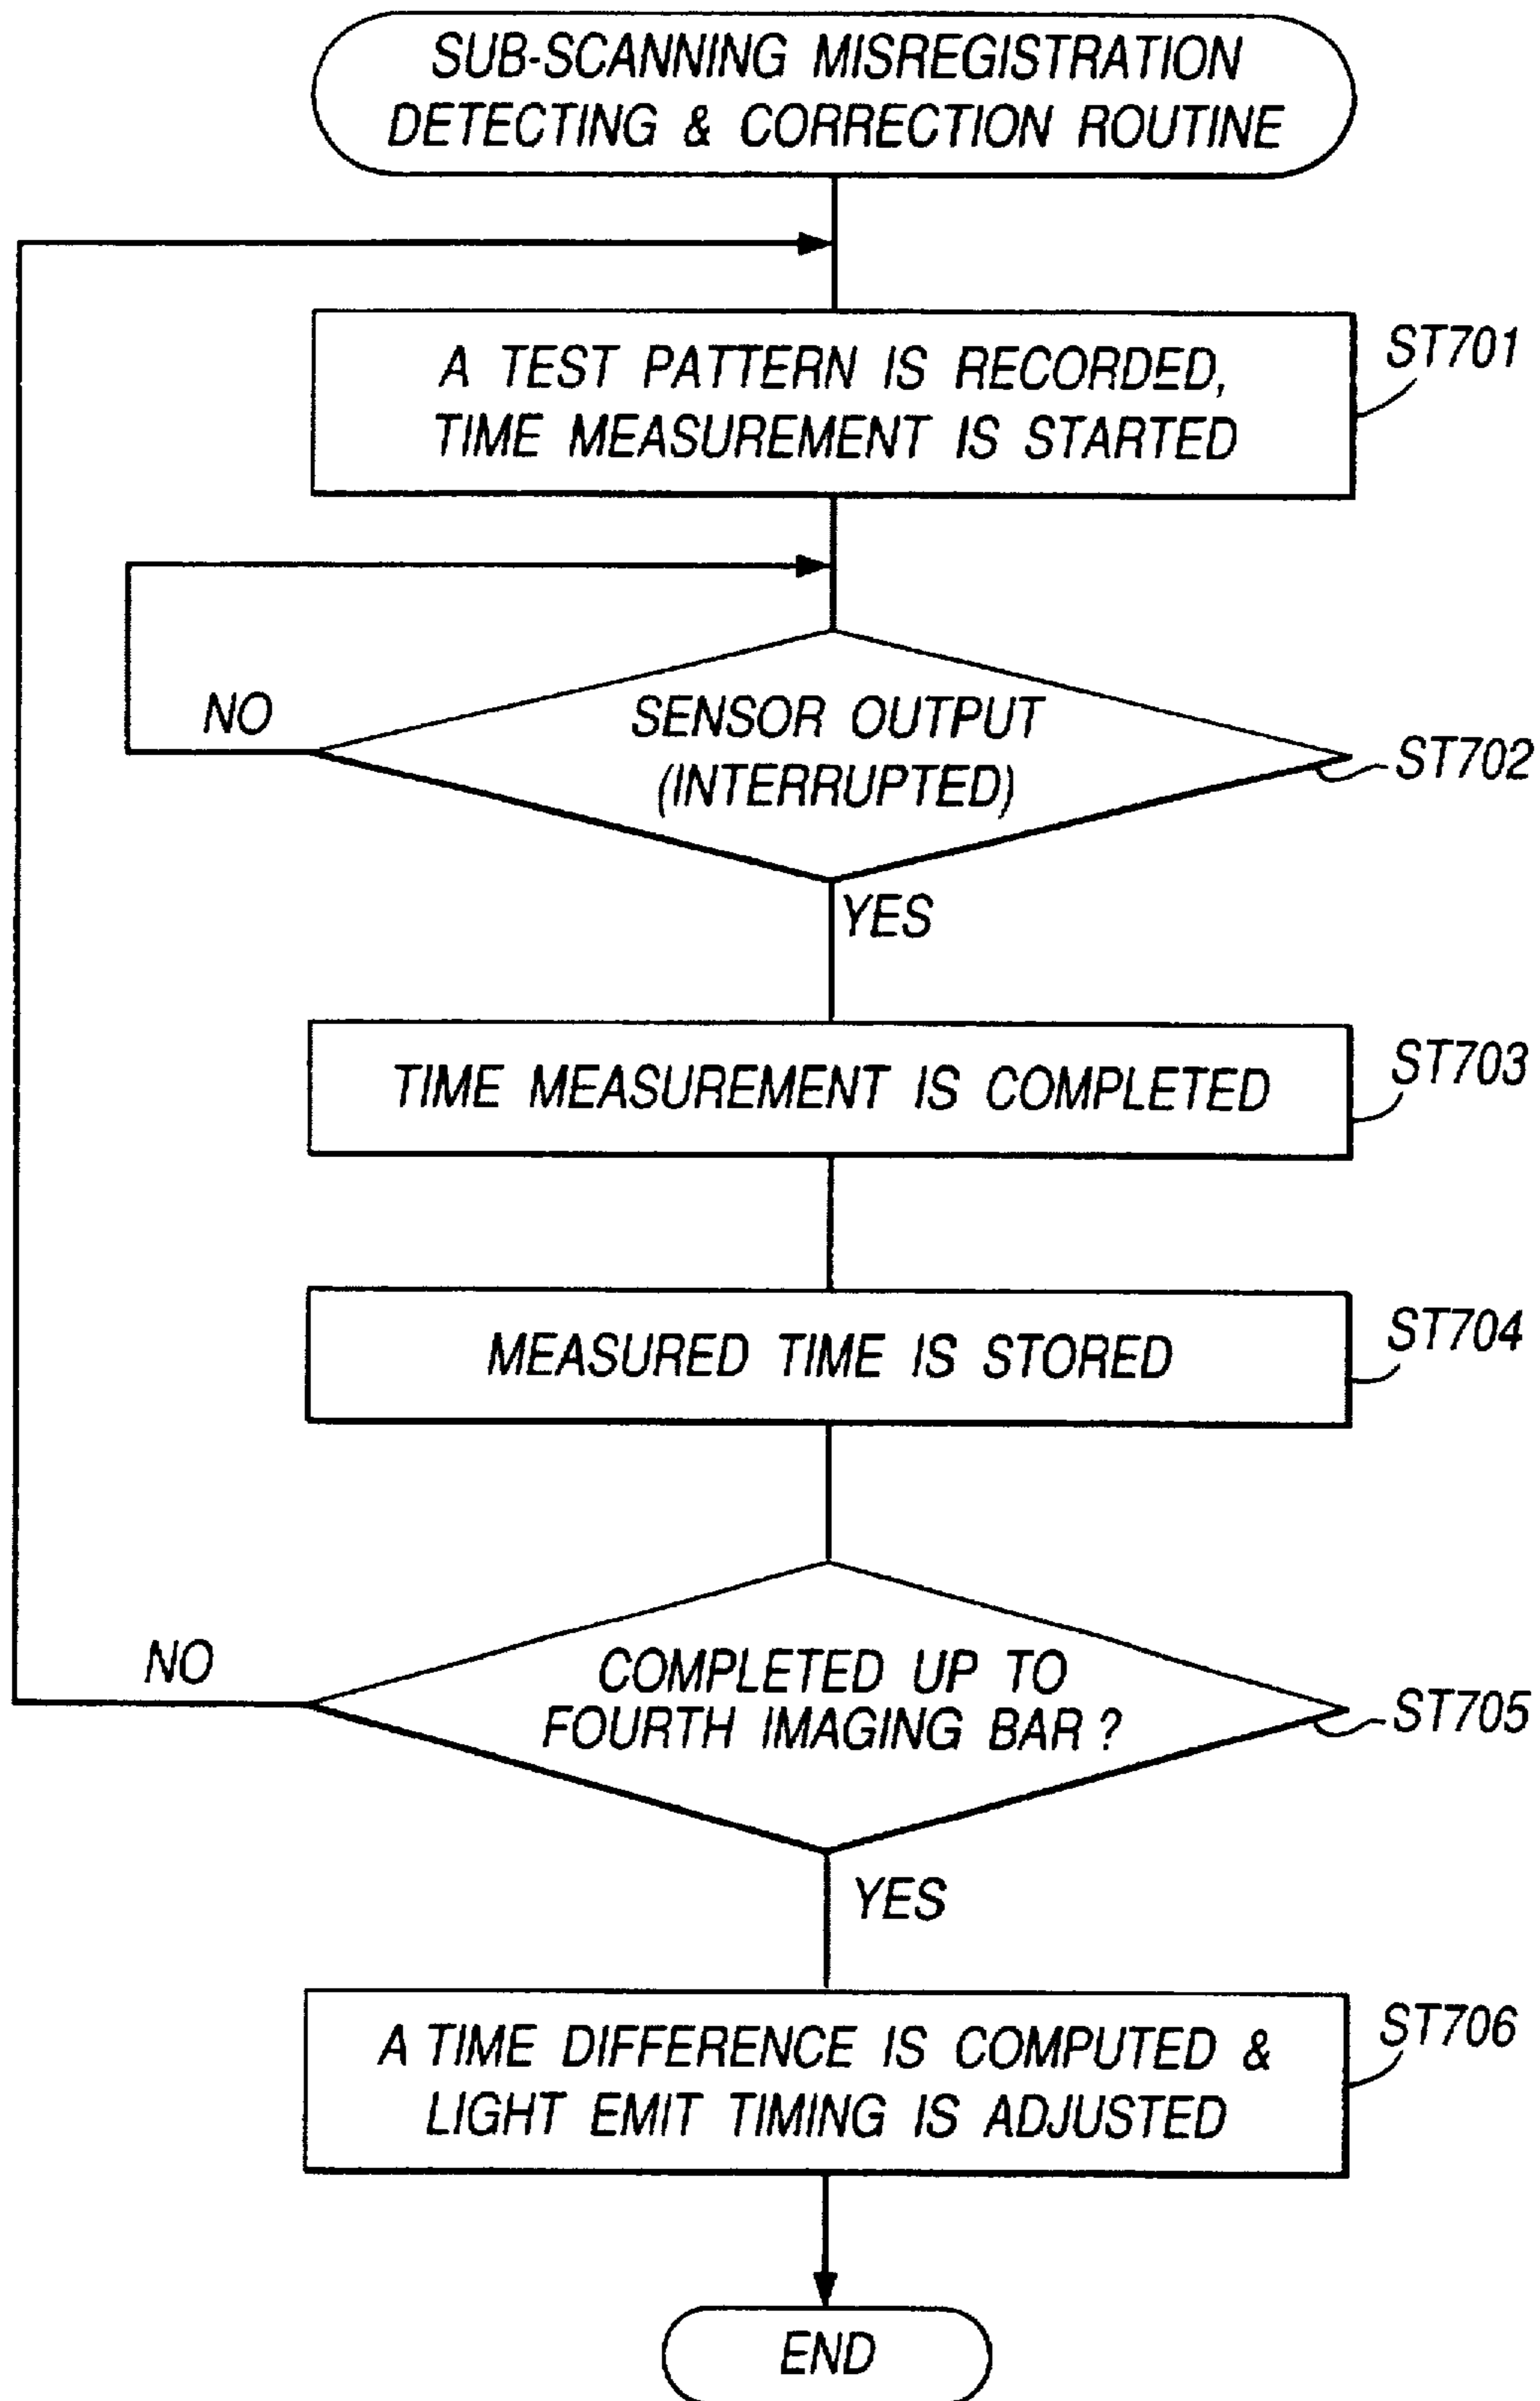 SUB-SCANNING MISREGISTRATION
DETECTING & CORRECTION ROUTINE
A TEST PATTERN IS RECORDED,
TIME MEASUREMENT IS STARTED
ST701
NO
SENSOR OUTPUT
(INTERRUPTED)
ST702
YES
TIME MEASUREMENT IS COMPLETED
ST703
MEASURED TIME IS STORED
ST704
NO
COMPLETED UP TO
FOURTH IMAGING BAR ?
ST705
YES
A TIME DIFFERENCE IS COMPUTED &
LIGHT EMIT TIMING IS ADJUSTED
ST706
END